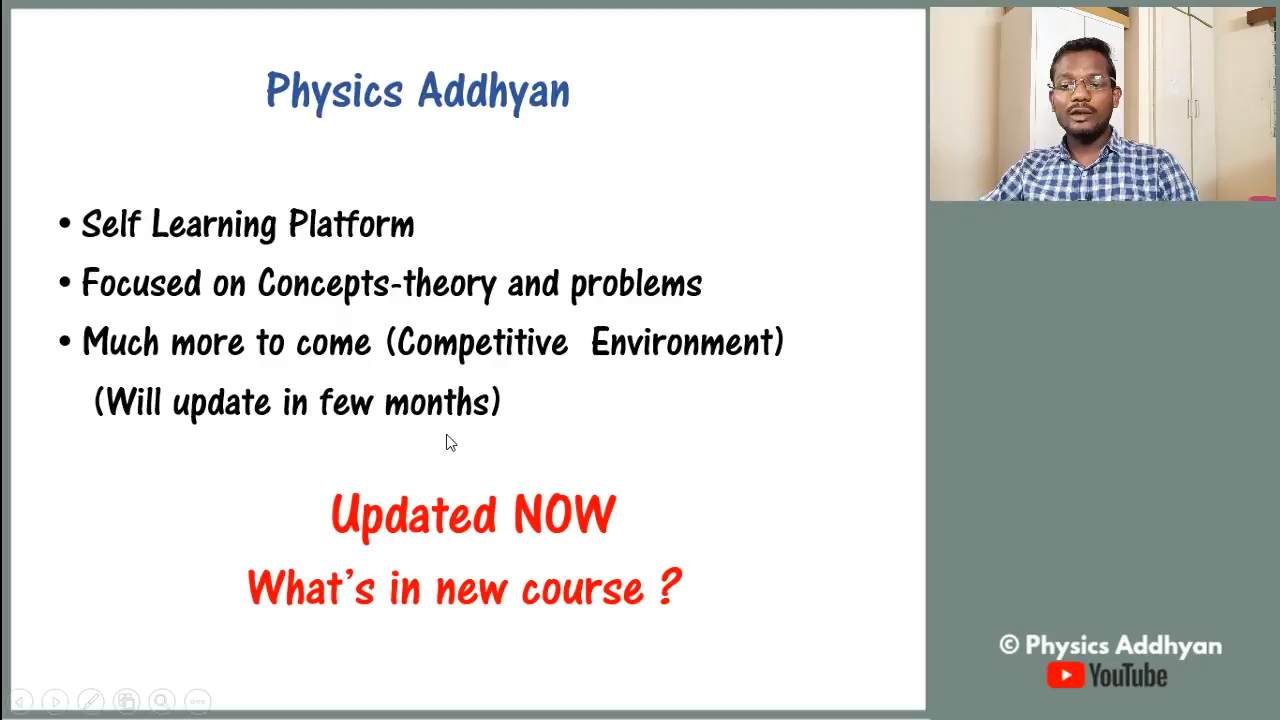 Physics Addhyan
• Self Learning Platform
• Focused on Concepts-theory and problems
• Much more to come (Competitive Environment)
(Will update in few months)
Updated NOW
What's in new course ?
© Physics Addhyan
YouTube